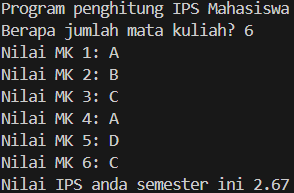 Program penghitung IPS Mahasiswa
Berapa jumlah mata kuliah? 6
Nilai MK 1: A
Nilai MK 2: B
Nilai MK 3: C
Nilai MK 4: A
Nilai MK 5: D
Nilai MK 6: C
Nilai IPS anda semester ini 2.67